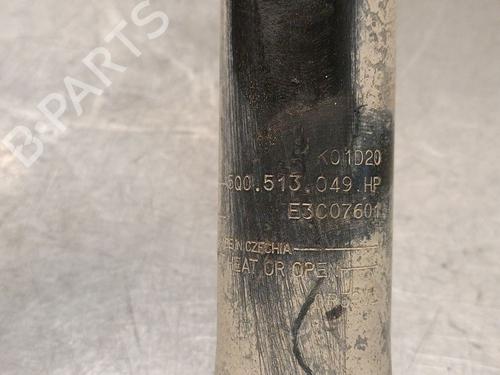 B-PARTS
K01D20
5Q0.513.049.HP
E3C07601
IN CZECHIA
HEAT OR OPEN